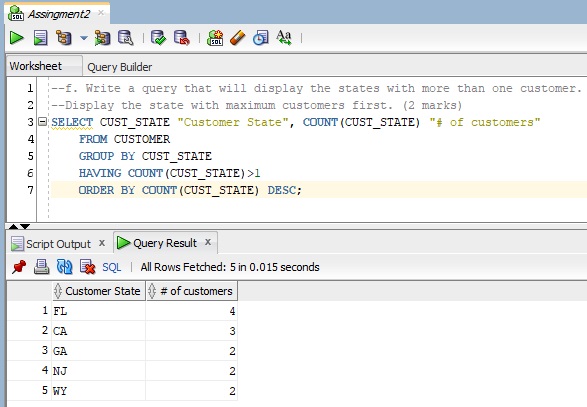 Assingment2
SQL
Aa
Worksheet Query Builder
1 --f. Write a query that will display the states with more than one customer.
2 --Display the state with maximum customers first. (2 marks)
3 SELECT CUST_STATE "Customer State", COUNT(CUST_STATE) "# of customers"
4 FROM CUSTOMER
5 GROUP BY CUST_STATE
6 HAVING COUNT(CUST_STATE)>1
7 ORDER BY COUNT(CUST_STATE) DESC;
Script Output x Query Result x
SQL | All Rows Fetched: 5 in 0.015 seconds
Customer State # of customers
1 FL 4
2 CA 3
3 GA 2
4 NJ 2
5 WY 2